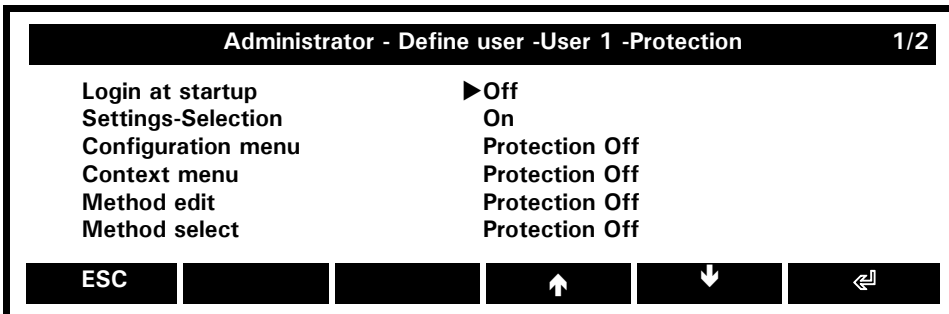 Administrator - Define user -User 1 -Protection 1/2
Login at startup ▶Off
Settings-Selection On
Configuration menu Protection Off
Context menu Protection Off
Method edit Protection Off
Method select Protection Off
ESC ↑ ↓ ↵